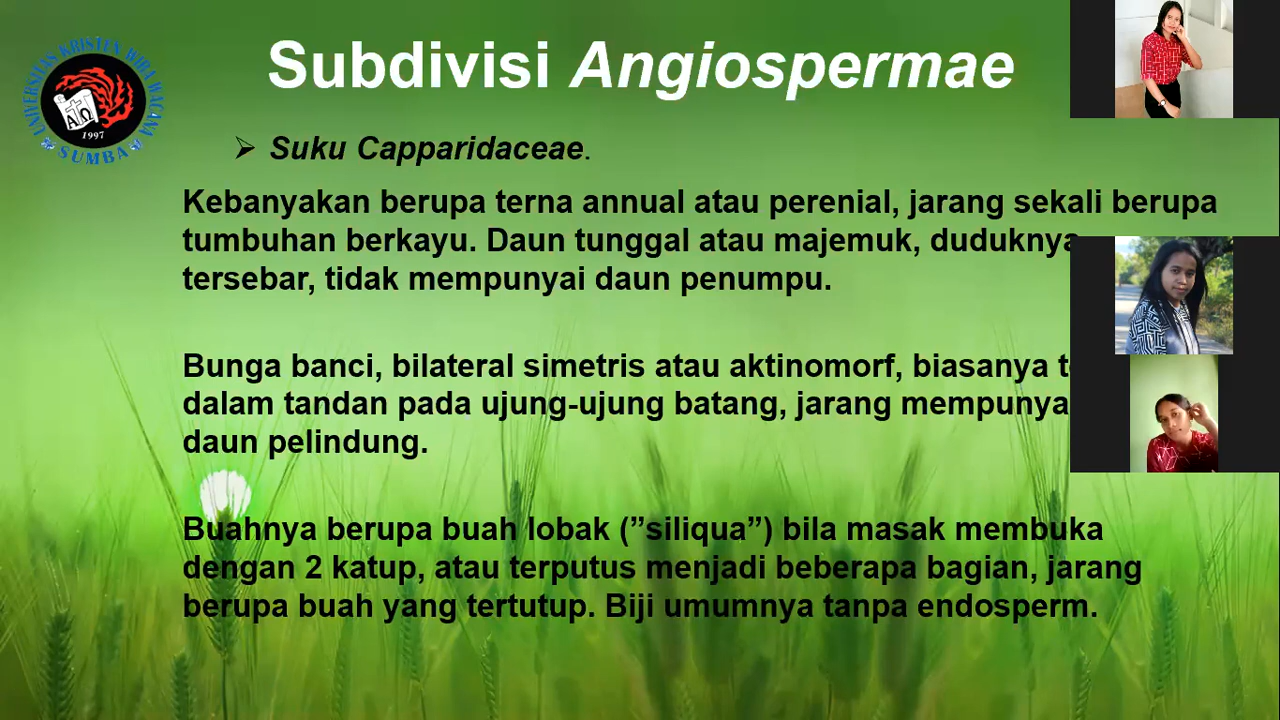 Subdivisi Angiospermae
UNIVERSITAS KRISTEN WIRA WACANA
ΑΩ
1997
SUMBA
➢ Suku Capparidaceae.
Kebanyakan berupa terna annual atau perenial, jarang sekali berupa
tumbuhan berkayu. Daun tunggal atau majemuk, duduknya
tersebar, tidak mempunyai daun penumpu.
Bunga banci, bilateral simetris atau aktinomorf, biasanya
dalam tandan pada ujung-ujung batang, jarang mempunya
daun pelindung.
Buahnya berupa buah lobak (”siliqua”) bila masak membuka
dengan 2 katup, atau terputus menjadi beberapa bagian, jarang
berupa buah yang tertutup. Biji umumnya tanpa endosperm.